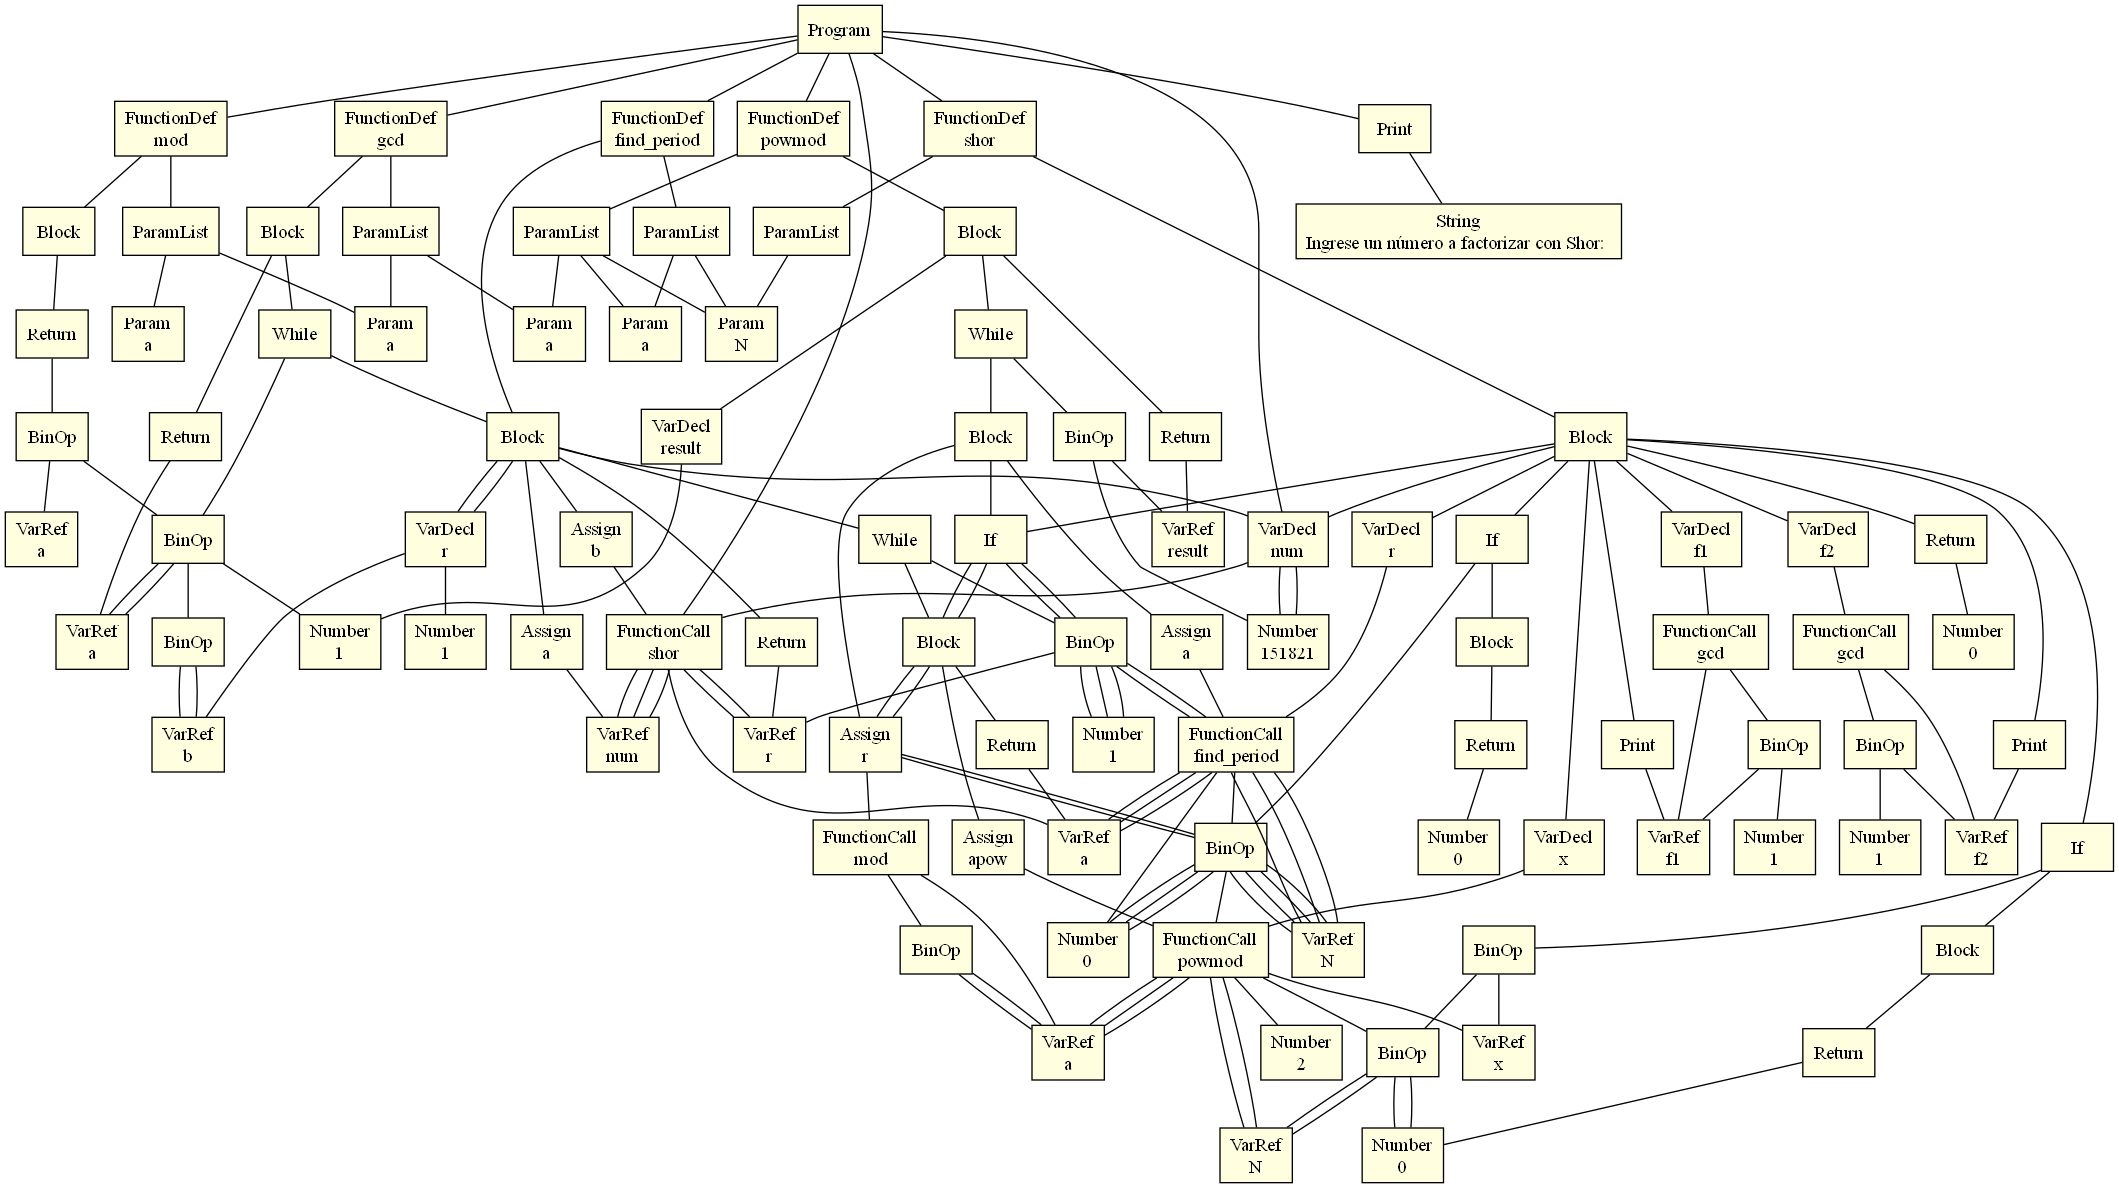 Program
FunctionDef
mod
FunctionDef
gcd
FunctionDef
find_period
FunctionDef
powmod
FunctionDef
shor
Print
Block
ParamList
Block
ParamList
ParamList
ParamList
ParamList
Block
String
Ingrese un número a factorizar con Shor:
Return
Param
a
While
Param
a
Param
a
Param
a
Param
N
While
BinOp
Return
Block
VarDecl
result
Block
BinOp
Return
Block
VarRef
a
BinOp
VarDecl
r
Assign
b
While
If
VarRef
result
VarDecl
num
VarDecl
r
If
VarDecl
f1
VarDecl
f2
Return
VarRef
a
BinOp
Number
1
Number
1
Assign
a
FunctionCall
shor
Return
Block
BinOp
Assign
a
Number
151821
Block
FunctionCall
gcd
FunctionCall
gcd
Number
0
VarRef
b
VarRef
num
VarRef
r
Assign
r
Return
Number
1
FunctionCall
find_period
Return
Print
BinOp
BinOp
Print
FunctionCall
mod
Assign
apow
VarRef
a
BinOp
Number
0
VarDecl
x
VarRef
f1
Number
1
Number
1
VarRef
f2
If
BinOp
Number
0
FunctionCall
powmod
VarRef
N
BinOp
Block
VarRef
a
Number
2
BinOp
VarRef
x
Return
VarRef
N
Number
0